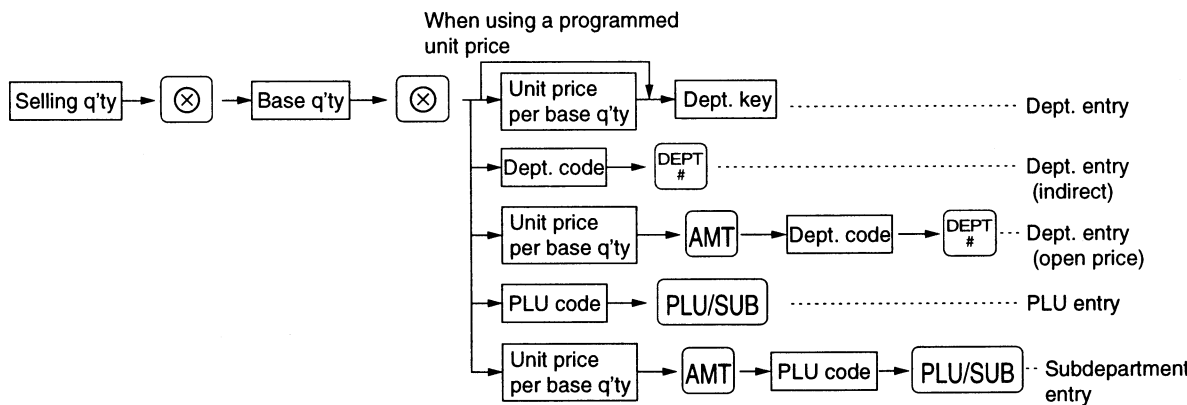 When using a programmed
unit price
Selling q'ty
⊗
Base q'ty
⊗
Unit price
per base q'ty
Dept. key
Dept. entry
Dept. code
DEPT
#
Dept. entry
(indirect)
Unit price
per base q'ty
AMT
Dept. code
DEPT
#
Dept. entry
(open price)
PLU code
PLU/SUB
PLU entry
Unit price
per base q'ty
AMT
PLU code
PLU/SUB
Subdepartment
entry